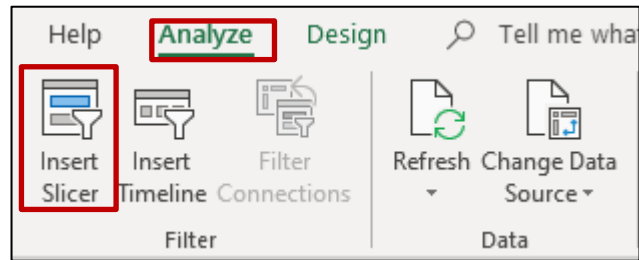 Help Analyze Design Tell me wha
Insert Slicer
Insert Timeline
Filter Connections
Refresh
Change Data Source
Filter
Data